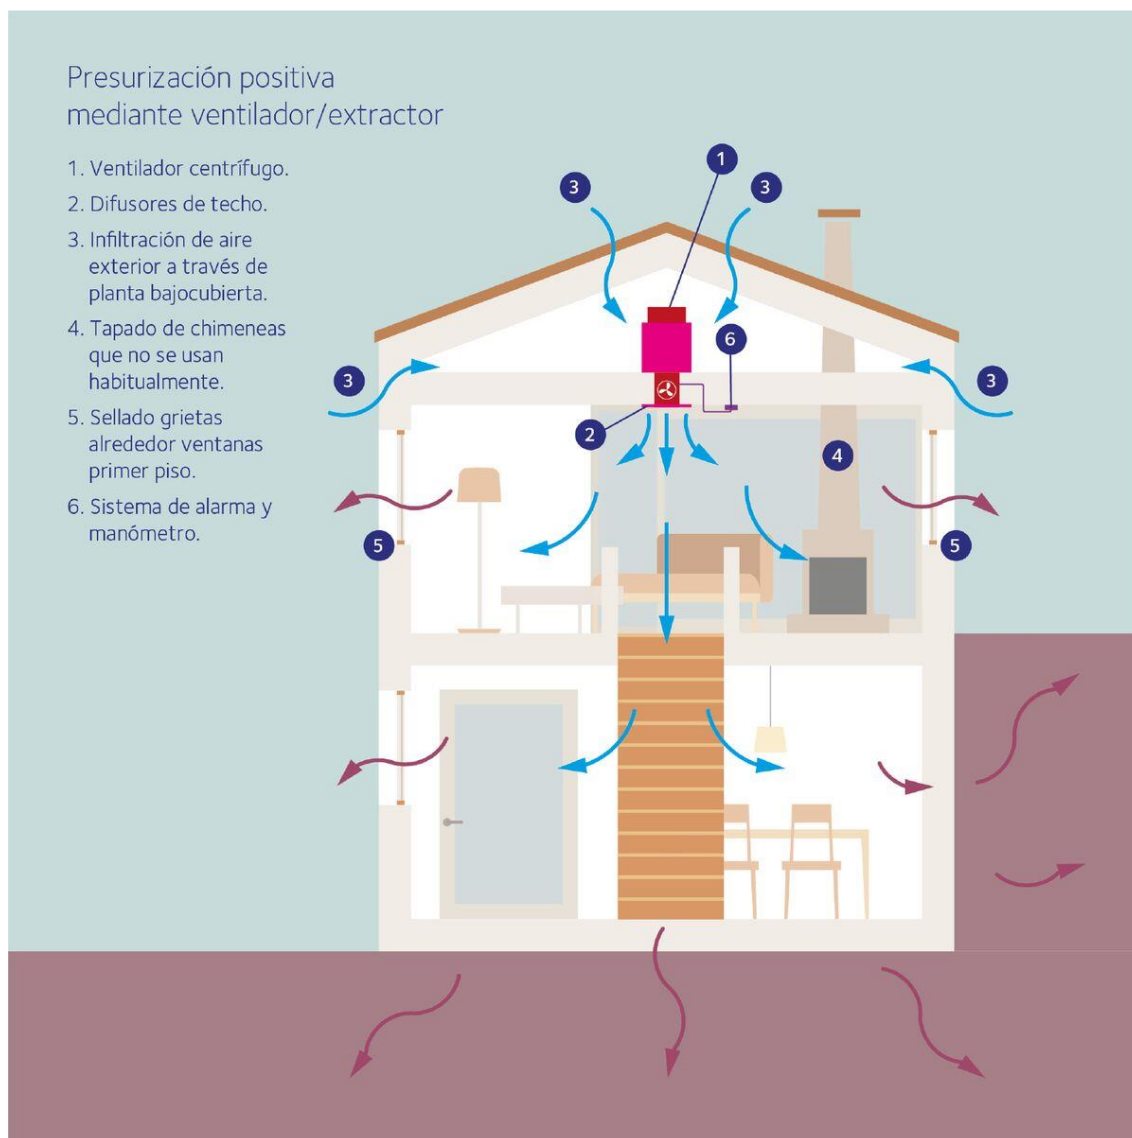 Presurización positiva
mediante ventilador/extractor
1. Ventilador centrífugo.
2. Difusores de techo.
3. Infiltración de aire
exterior a través de
planta bajocubierta.
4. Tapado de chimeneas
que no se usan
habitualmente.
5. Sellado grietas
alrededor ventanas
primer piso.
6. Sistema de alarma y
manómetro.
1
3
3
6
3
3
2
4
5
5